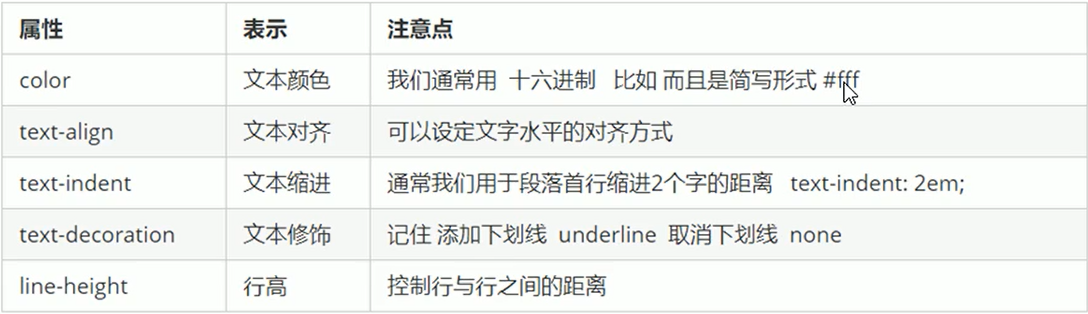 属性 表示 注意点
color 文本颜色 我们通常用 十六进制 比如 而且是简写形式 #fff
text-align 文本对齐 可以设定文字水平的对齐方式
text-indent 文本缩进 通常我们用于段落首行缩进2个字的距离 text-indent: 2em;
text-decoration 文本修饰 记住 添加下划线 underline 取消下划线 none
line-height 行高 控制行与行之间的距离